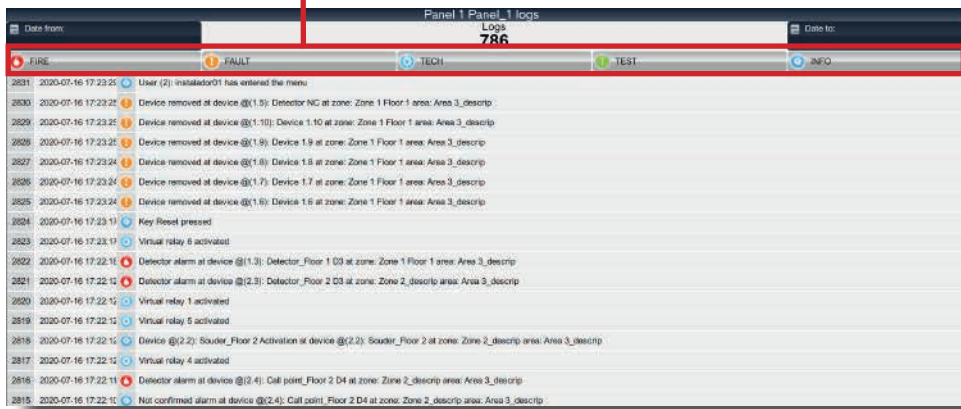 Panel 1 Panel_1 logs
Date from:
Logs
786
Date to:
FIRE FAULT TECH TEST INFO
2831 2020-07-16 17:23:25 User (2): instalador01 has entered the menu
2830 2020-07-16 17:23:25 Device removed at device @(1.5): Detector NC at zone: Zone 1 Floor 1 area: Area 3_descrip
2829 2020-07-16 17:23:25 Device removed at device @(1.10): Device 1.10 at zone: Zone 1 Floor 1 area: Area 3_descrip
2828 2020-07-16 17:23:25 Device removed at device @(1.9): Device 1.9 at zone: Zone 1 Floor 1 area: Area 3_descrip
2827 2020-07-16 17:23:24 Device removed at device @(1.8): Device 1.8 at zone: Zone 1 Floor 1 area: Area 3_descrip
2826 2020-07-16 17:23:24 Device removed at device @(1.7): Device 1.7 at zone: Zone 1 Floor 1 area: Area 3_descrip
2825 2020-07-16 17:23:24 Device removed at device @(1.6): Device 1.6 at zone: Zone 1 Floor 1 area: Area 3_descrip
2824 2020-07-16 17:23:17 Key Reset pressed
2823 2020-07-16 17:23:17 Virtual relay 6 activated
2822 2020-07-16 Detector alarm at device @(1.3): Detector_Floor 1 D3 at zone: Zone 1 Floor 1 area: Area 3_descrip
2821 2020-07-16 17:22:12 Detector alarm at device @(2.3): Detector_Floor 2 D3 at zone: Zone 2_descrip area: Area 3_descrip
2820 2020-07-16 17:22:12 Virtual relay 1 activated
2819 2020-07-16 17:22:12 Virtual relay 5 activated
2818 2020-07-16 17:22:12 Device @(2.2): Souder_Floor 2 Activation at device @(2.2): Souder_Floor 2 at zone: Zone 2_descrip area: Area 3_descrip
2817 2020-07-16 17:22:12 Virtual relay 4 activated
2816 2020-07-16 17:22:11 Detector alarm at device @(2.4): Call point_Floor 2 D4 at zone: Zone 2_descrip area: Area 3_descrip
2815 2020-07-16 Not confirmed alarm at device @(2.4): Call point_Floor 2 D4 at zone: Zone 2_descrip area: Area 3_descrip